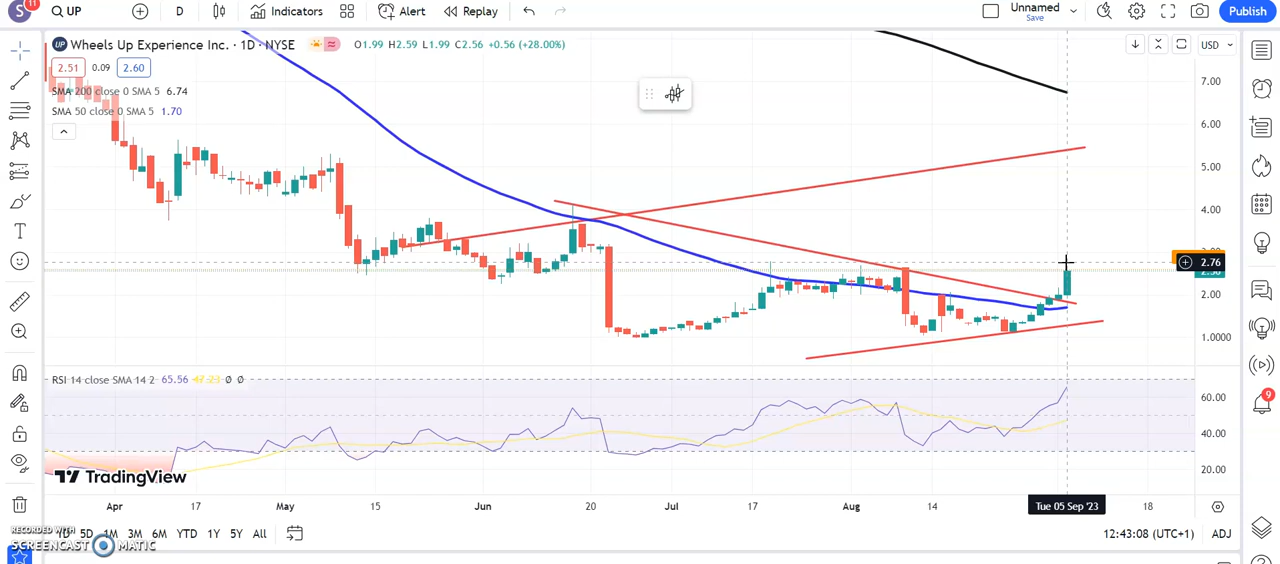 S 11 UP D Indicators Alert Replay Unnamed Save Publish
UP Wheels Up Experience Inc. · 1D · NYSE O1.99 H2.59 L1.99 C2.56 +0.56 (+28.00%) USD
2.51 0.09 2.60
SMA 200 close 0 SMA 5 6.74
SMA 50 close 0 SMA 5 1.70
7.00
6.00
5.00
4.00
2.76
2.00
1.0000
RSI 14 close SMA 14 2 65.56 47.23 Ø Ø
60.00
40.00
20.00
9
TradingView
Apr 17 May 15 Jun 20 Jul 17 Aug 14 Tue 05 Sep '23 18
RECORDED WITH
SCREENCAST MATIC
1D 5D 1M 3M 6M YTD 1Y 5Y All 12:43:08 (UTC+1) ADJ